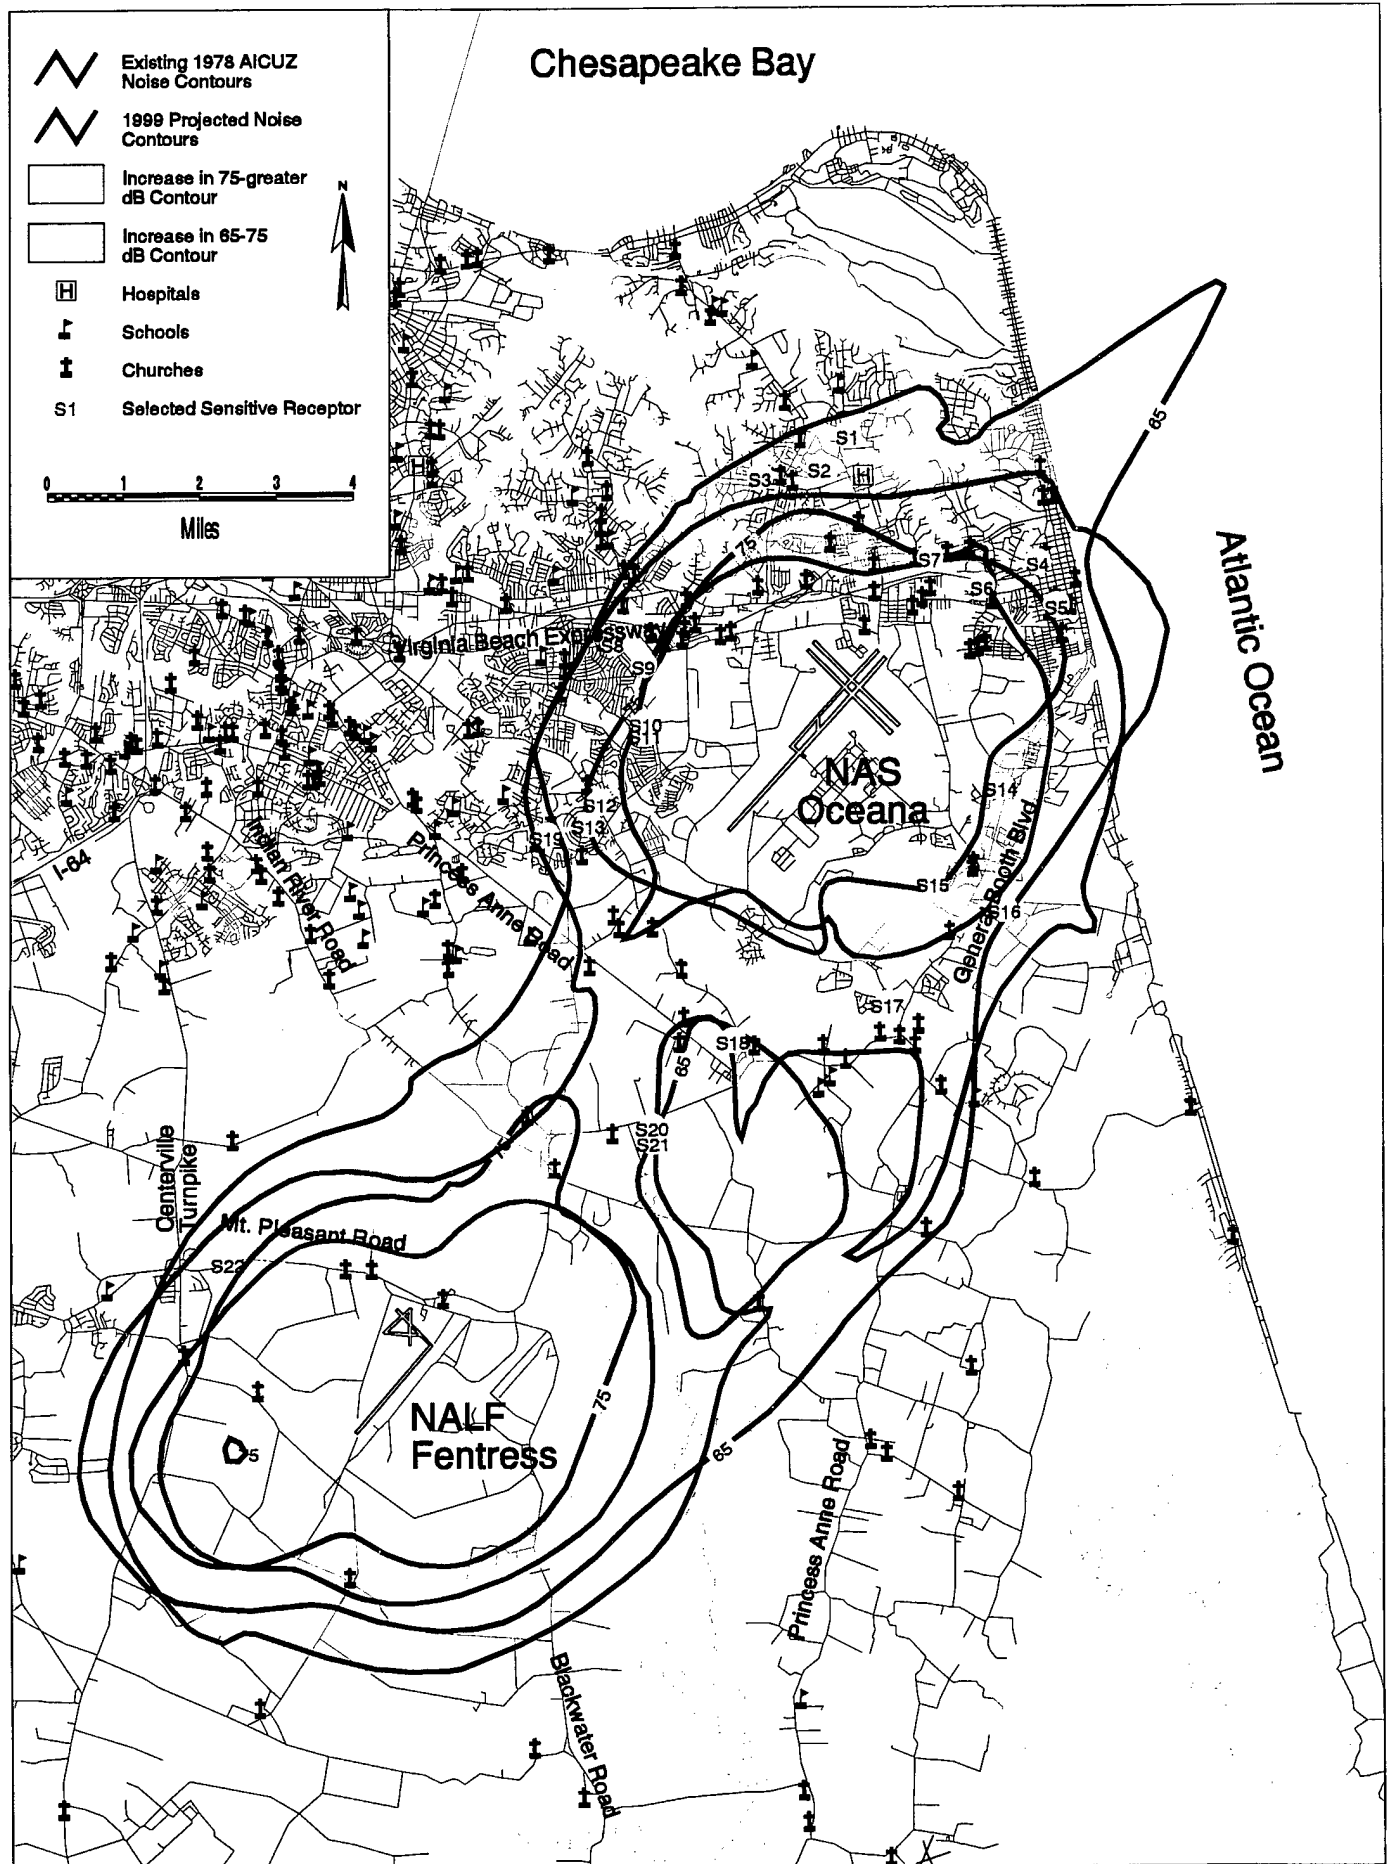 Existing 1978 AICUZ
Noise Contours
1999 Projected Noise
Contours
Increase in 75-greater
dB Contour
Increase in 65-75
dB Contour
Hospitals
Schools
Churches
S1
Selected Sensitive Receptor
N
H
0 1 2 3 4
Miles
Chesapeake Bay
Atlantic Ocean
65
S1
S2
S3
H
H
75
S7
S4
S6
S5
Virginia Beach Expressway
S8
S9
S10
S11
NAS
Oceana
S14
S12
S13
S19
S15
S16
General Booth Blvd.
I-64
Indian River Road
Princess Anne Road
S17
S18
65
S20
S21
Centerville
Turnpike
Mt. Pleasant Road
S22
NALF
Fentress
75
65
Princess Anne Road
Blackwater Road